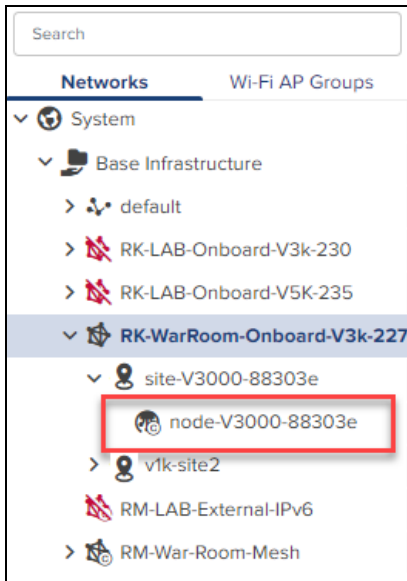 Search
Networks Wi-Fi AP Groups
System
Base Infrastructure
default
RK-LAB-Onboard-V3k-230
RK-LAB-Onboard-V5K-235
RK-WarRoom-Onboard-V3k-227
site-V3000-88303e
node-V3000-88303e
v1k-site2
RM-LAB-External-IPv6
RM-War-Room-Mesh